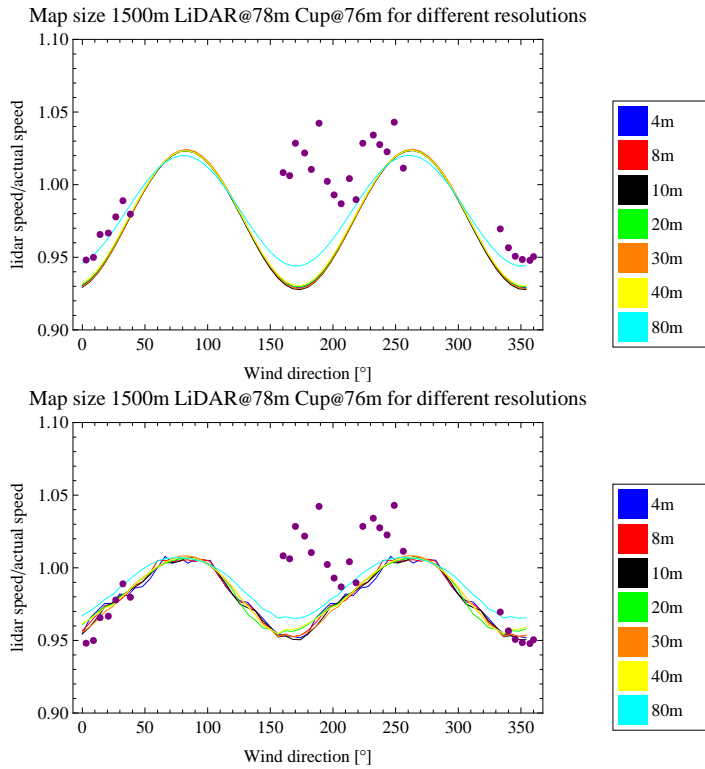 Map size 1500m LiDAR@78m Cup@76m for different resolutions
1.10
1.05
1.00
0.95
0.90
lidar speed/actual speed
0 50 100 150 200 250 300 350
Wind direction [°]
4m
8m
10m
20m
30m
40m
80m
Map size 1500m LiDAR@78m Cup@76m for different resolutions
1.10
1.05
1.00
0.95
0.90
lidar speed/actual speed
0 50 100 150 200 250 300 350
Wind direction [°]
4m
8m
10m
20m
30m
40m
80m